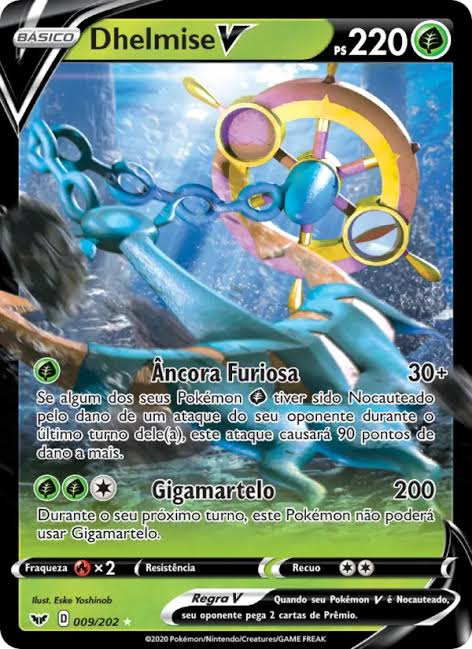 BÁSICO Dhelmise V PS 220
Âncora Furiosa 30+
Se algum dos seus Pokémon tiver sido Nocauteado
pelo dano de um ataque do seu oponente durante o
último turno dele(a), este ataque causará 90 pontos de
dano a mais.
Gigamartelo 200
Durante o seu próximo turno, este Pokémon não poderá
usar Gigamartelo.
Fraqueza ×2 Resistência Recuo
Ilust. Eske Yoshinob
Regra V Quando seu Pokémon V é Nocauteado,
seu oponente pega 2 cartas de Prêmio.
D 009/202
©2020 Pokémon/Nintendo/Creatures/GAME FREAK